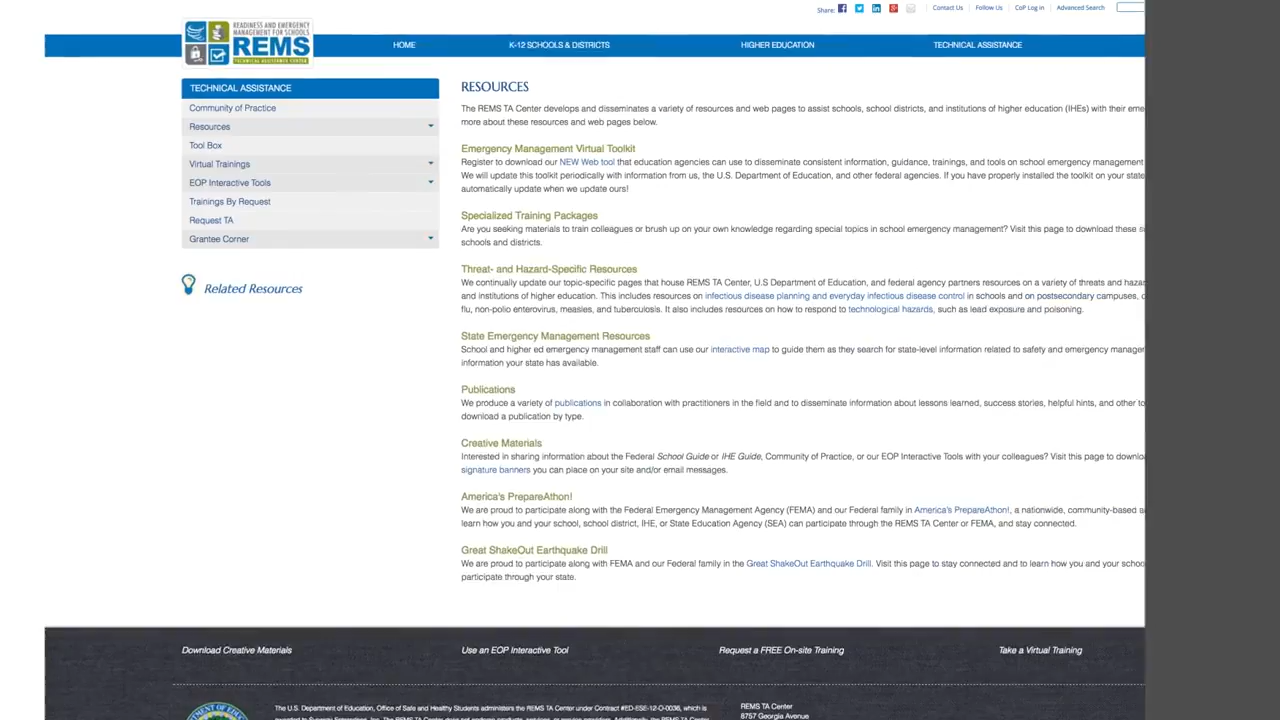 Share:
Contact Us
Follow Us
CoP Log in
Advanced Search
READINESS AND EMERGENCY
MANAGEMENT FOR SCHOOLS
REMS
TECHNICAL ASSISTANCE CENTER
HOME
K-12 SCHOOLS & DISTRICTS
HIGHER EDUCATION
TECHNICAL ASSISTANCE
TECHNICAL ASSISTANCE
Community of Practice
Resources
Tool Box
Virtual Trainings
EOP Interactive Tools
Trainings By Request
Request TA
Grantee Corner
Related Resources
RESOURCES
The REMS TA Center develops and disseminates a variety of resources and web pages to assist schools, school districts, and institutions of higher education (IHEs) with their eme
more about these resources and web pages below.
Emergency Management Virtual Toolkit
Register to download our NEW Web tool that education agencies can use to disseminate consistent information, guidance, trainings, and tools on school emergency management
We will update this toolkit periodically with information from us, the U.S. Department of Education, and other federal agencies. If you have properly installed the toolkit on your state
automatically update when we update ours!
Specialized Training Packages
Are you seeking materials to train colleagues or brush up on your own knowledge regarding special topics in school emergency management? Visit this page to download these s
schools and districts.
Threat- and Hazard-Specific Resources
We continually update our topic-specific pages that house REMS TA Center, U.S Department of Education, and federal agency partners resources on a variety of threats and haza
and institutions of higher education. This includes resources on infectious disease planning and everyday infectious disease control in schools and on postsecondary campuses, c
flu, non-polio enterovirus, measles, and tuberculosis. It also includes resources on how to respond to technological hazards, such as lead exposure and poisoning.
State Emergency Management Resources
School and higher ed emergency management staff can use our interactive map to guide them as they search for state-level information related to safety and emergency manager
information your state has available.
Publications
We produce a variety of publications in collaboration with practitioners in the field and to disseminate information about lessons learned, success stories, helpful hints, and other to
download a publication by type.
Creative Materials
Interested in sharing information about the Federal School Guide or IHE Guide, Community of Practice, or our EOP Interactive Tools with your colleagues? Visit this page to downlo
signature banners you can place on your site and/or email messages.
America's PrepareAthon!
We are proud to participate along with the Federal Emergency Management Agency (FEMA) and our Federal family in America's PrepareAthon!, a nationwide, community-based a
learn how you and your school, school district, IHE, or State Education Agency (SEA) can participate through the REMS TA Center or FEMA, and stay connected.
Great ShakeOut Earthquake Drill
We are proud to participate along with FEMA and our Federal family in the Great ShakeOut Earthquake Drill. Visit this page to stay connected and to learn how you and your schoo
participate through your state.
Download Creative Materials
Use an EOP Interactive Tool
Request a FREE On-site Training
Take a Virtual Training
The U.S. Department of Education, Office of Safe and Healthy Students administers the REMS TA Center under Contract #ED-ESE-12-O-0036, which is
REMS TA Center
8757 Georgia Avenue